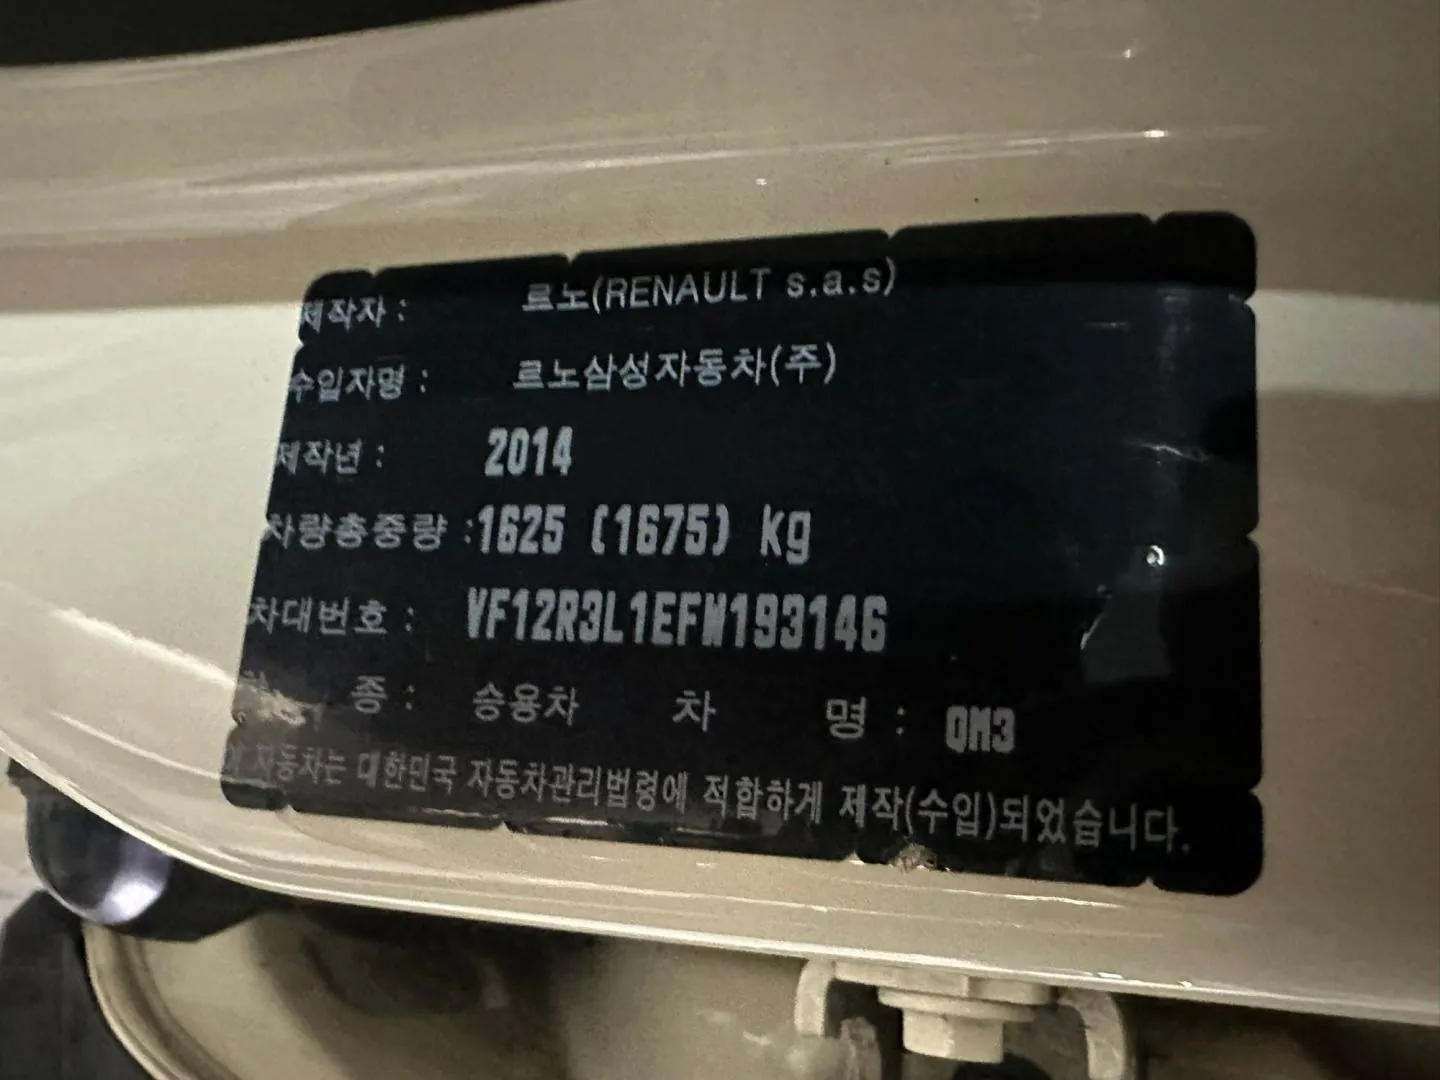 제작자 : 르노(RENAULT s.a.s)
수입자명 : 르노삼성자동차(주)
제작년 : 2014
차량총중량 :1625 (1675) kg
차대번호 : VF12R3L1EFW193146
종 : 승용차 차 명 : QM3
이 자동차는 대한민국 자동차관리법령에 적합하게 제작(수입)되었습니다.